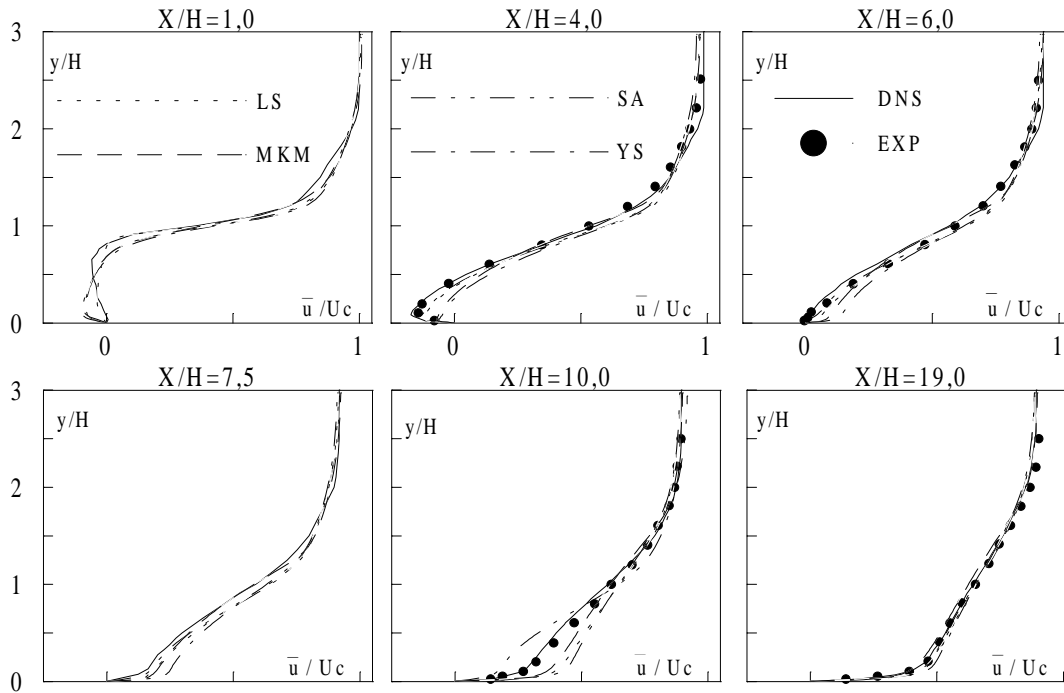 X/H=1,0
X/H=4,0
X/H=6,0
3
y/H
y/H
y/H
LS
SA
DNS
2
MKM
YS
EXP
1
u̅/Uc
u̅/Uc
u̅/Uc
0
0
1
0
1
0
1
X/H=7,5
X/H=10,0
X/H=19,0
3
y/H
y/H
y/H
2
1
u̅/Uc
u̅/Uc
u̅/Uc
0